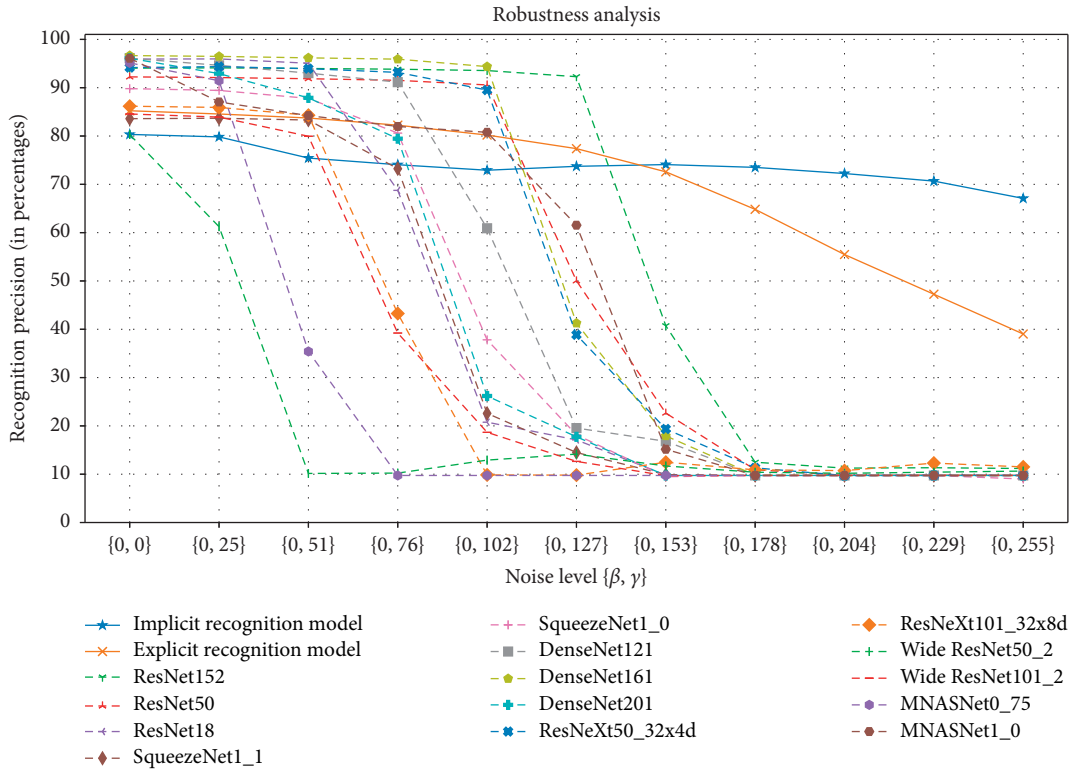 Robustness analysis
Recognition precision (in percentages)
100
90
80
70
60
50
40
30
20
10
0
{0, 0} {0, 25} {0, 51} {0, 76} {0, 102} {0, 127} {0, 153} {0, 178} {0, 204} {0, 229} {0, 255}
Noise level {β, γ}
Implicit recognition model
Explicit recognition model
ResNet152
ResNet50
ResNet18
SqueezeNet1_1
SqueezeNet1_0
DenseNet121
DenseNet161
DenseNet201
ResNeXt50_32x4d
ResNeXt101_32x8d
Wide ResNet50_2
Wide ResNet101_2
MNASNet0_75
MNASNet1_0